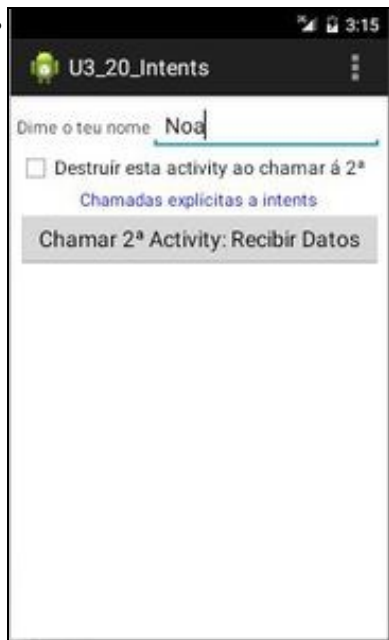 3:15
U3_20_Intents
Dime o teu nome Noa
Destruír esta activity ao chamar á 2ª
Chamadas explicitas a intents
Chamar 2ª Activity: Recibir Datos